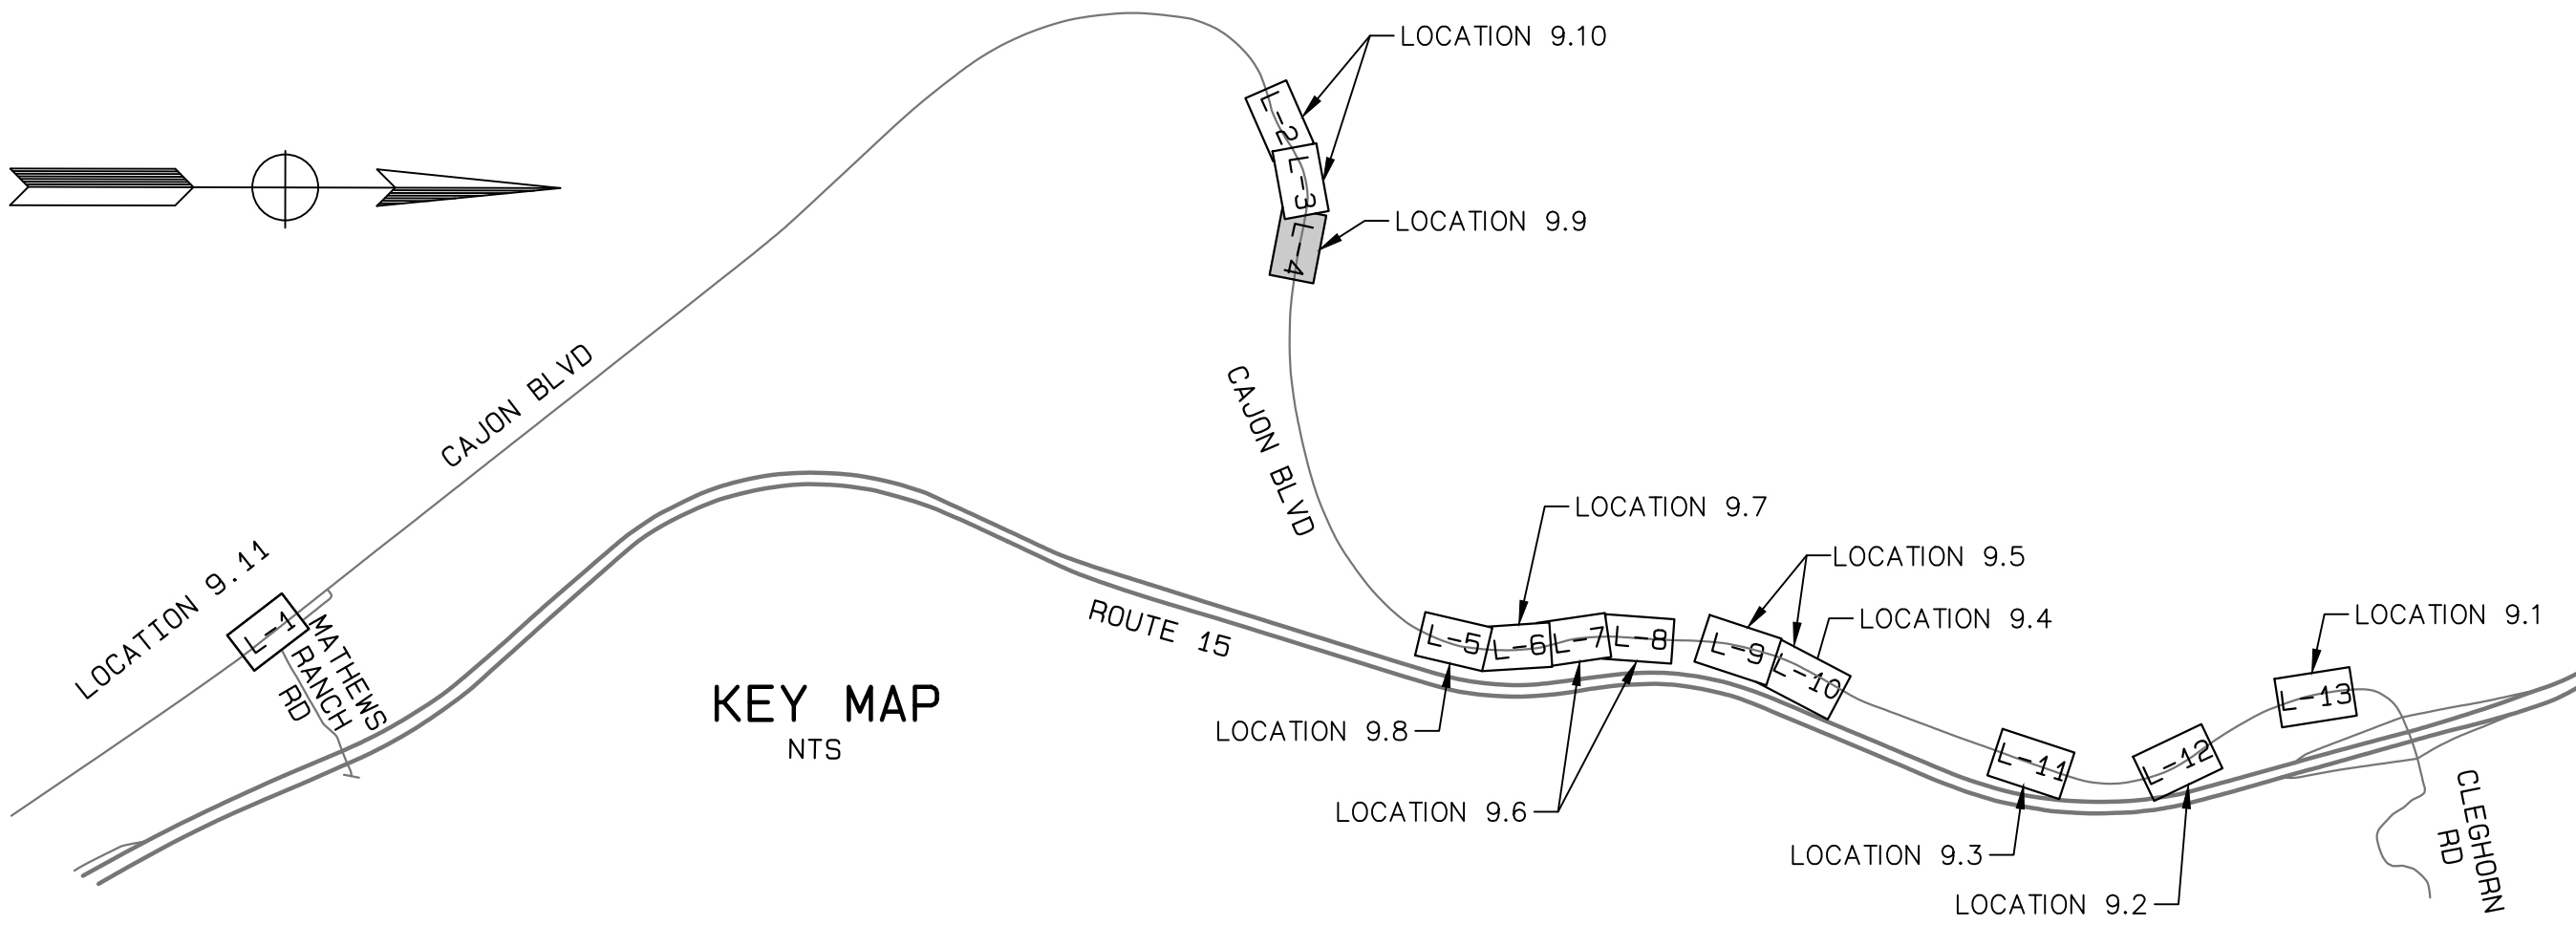 LOCATION 9.10
L-2
L-3
LOCATION 9.9
L-4
CAJON BLVD
CAJON BLVD
LOCATION 9.7
LOCATION 9.5
LOCATION 9.4
LOCATION 9.1
LOCATION 9.11
L-1
MATHEWS
RANCH
RD
ROUTE 15
L-5
L-6
L-7
L-8
L-9
L-10
L-11
L-12
L-13
KEY MAP
NTS
LOCATION 9.8
LOCATION 9.6
LOCATION 9.3
LOCATION 9.2
CLEGHORN
RD